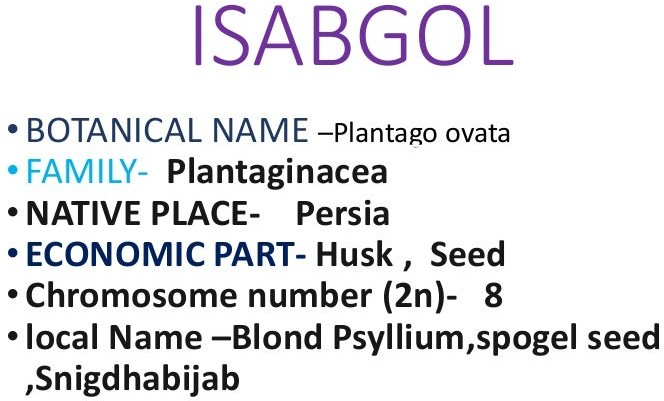 ISABGOL
• BOTANICAL NAME –Plantago ovata
• FAMILY- Plantaginacea
• NATIVE PLACE- Persia
• ECONOMIC PART- Husk , Seed
• Chromosome number (2n)- 8
• local Name –Blond Psyllium,spogel seed
,Snigdhabijab